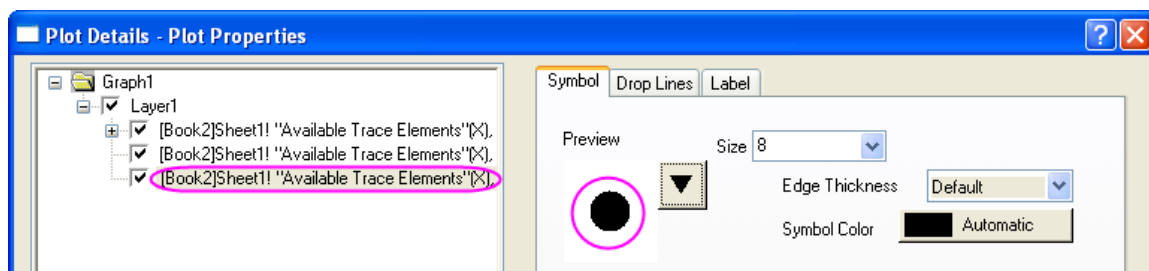 Plot Details - Plot Properties
Graph1
Layer1
[Book2]Sheet1! "Available Trace Elements"(X),
[Book2]Sheet1! "Available Trace Elements"(X),
[Book2]Sheet1! "Available Trace Elements"(X),
Symbol Drop Lines Label
Preview
Size 8
Edge Thickness Default
Symbol Color Automatic